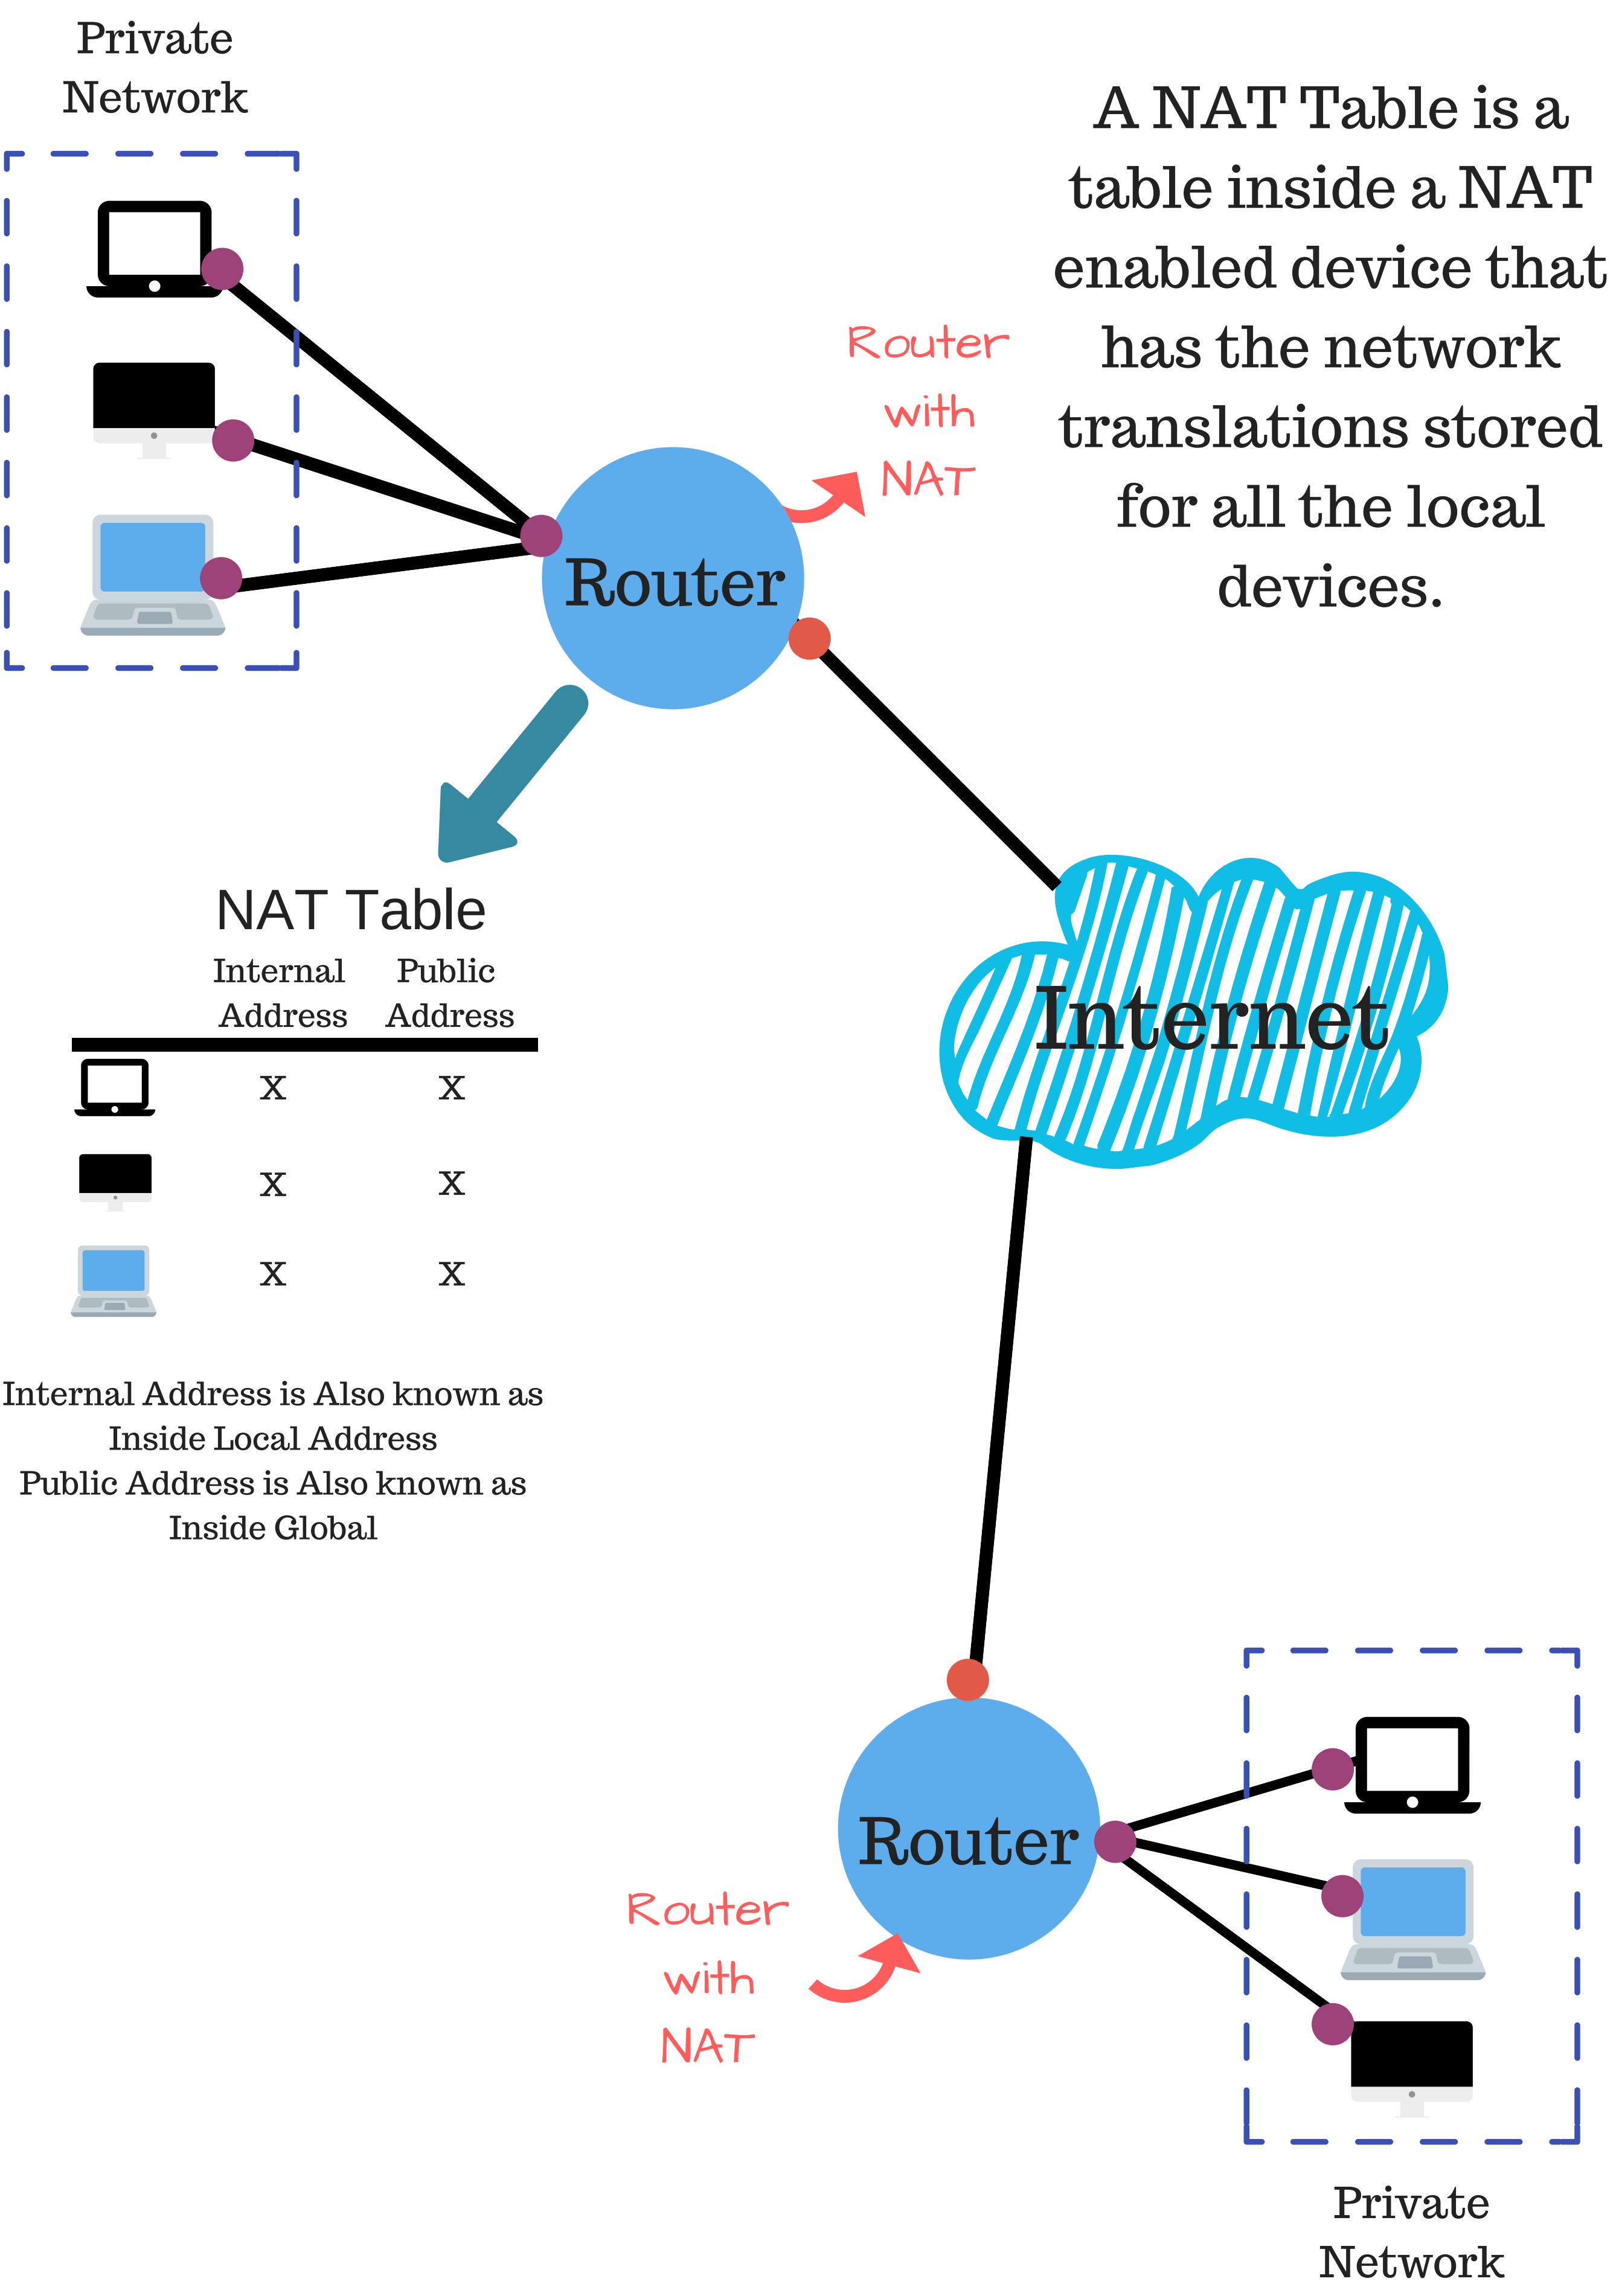 Private
Network
A NAT Table is a
table inside a NAT
enabled device that
has the network
translations stored
for all the local
devices.
Router
with
NAT
Router
NAT Table
Internal
Address
Public
Address
x x
x x
x x
Internet
Internal Address is Also known as
Inside Local Address
Public Address is Also known as
Inside Global
Router
Router
with
NAT
Private
Network